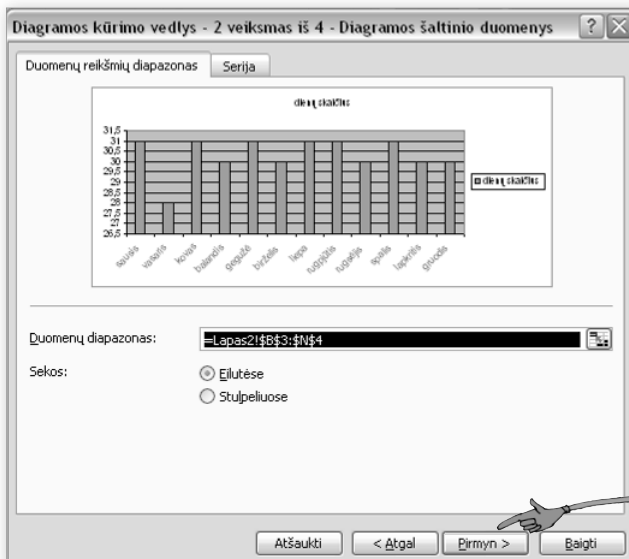 Diagramos kūrimo vedlys - 2 veiksmas iš 4 - Diagramos šaltinio duomenys
Duomenų reikšmių diapazonas
Serija
dienų skaičius
31,5
31
30,5
30
29,5
29
28,5
28
27,5
27
26,5
dienų skaičius
sausis
vasaris
kovas
balandis
gegužė
birželis
liepa
rugpjūtis
rugsėjis
spalis
lapkritis
gruodis
Duomenų diapazonas:
=Lapas2!$B$3:$N$4
Sekos:
Eilutėse
Stulpeliuose
Atšaukti
< Atgal
Pirmyn >
Baigti